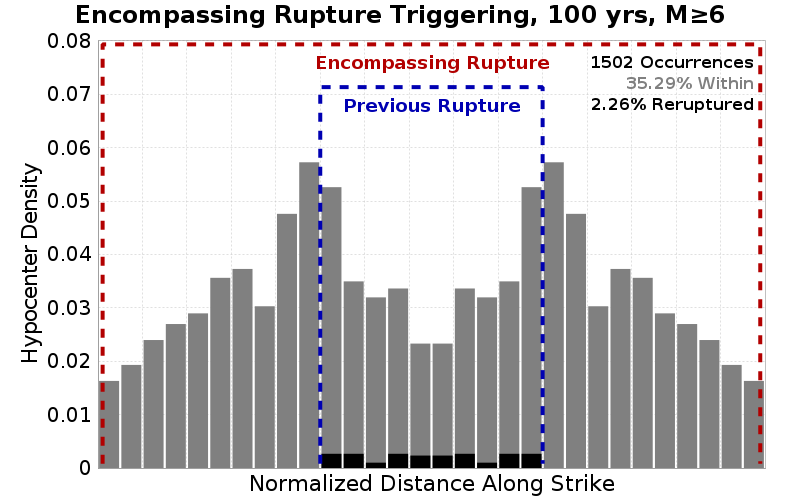 Encompassing Rupture Triggering, 100 yrs, M≥6
0.08
0.07
0.06
0.05
0.04
0.03
0.02
0.01
0
Hypocenter Density
Encompassing Rupture
Previous Rupture
1502 Occurrences
35.29% Within
2.26% Reruptured
Normalized Distance Along Strike